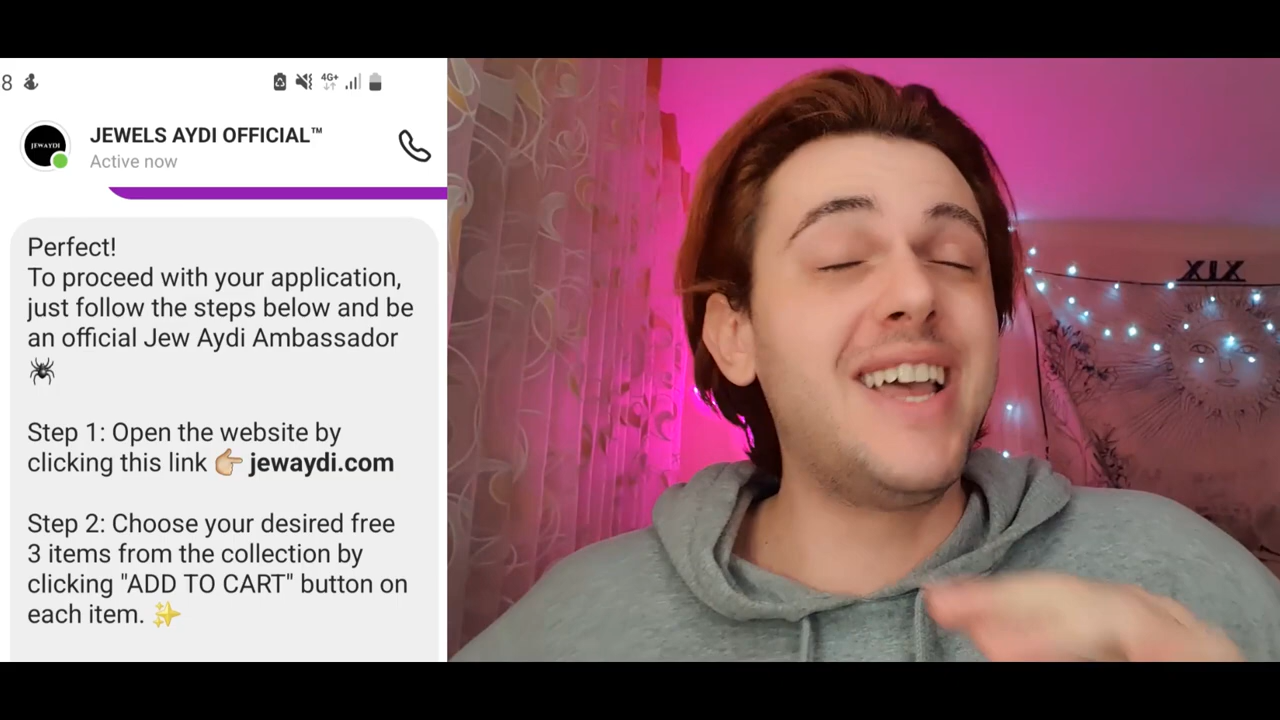 8
4G+
JEWELS AYDI OFFICIAL™
JEWAYDI
Active now
Perfect!
To proceed with your application,
just follow the steps below and be
an official Jew Aydi Ambassador
🕷️
Step 1: Open the website by
clicking this link 👉🏼 jewaydi.com
Step 2: Choose your desired free
3 items from the collection by
clicking "ADD TO CART" button on
each item. ✨
XIX